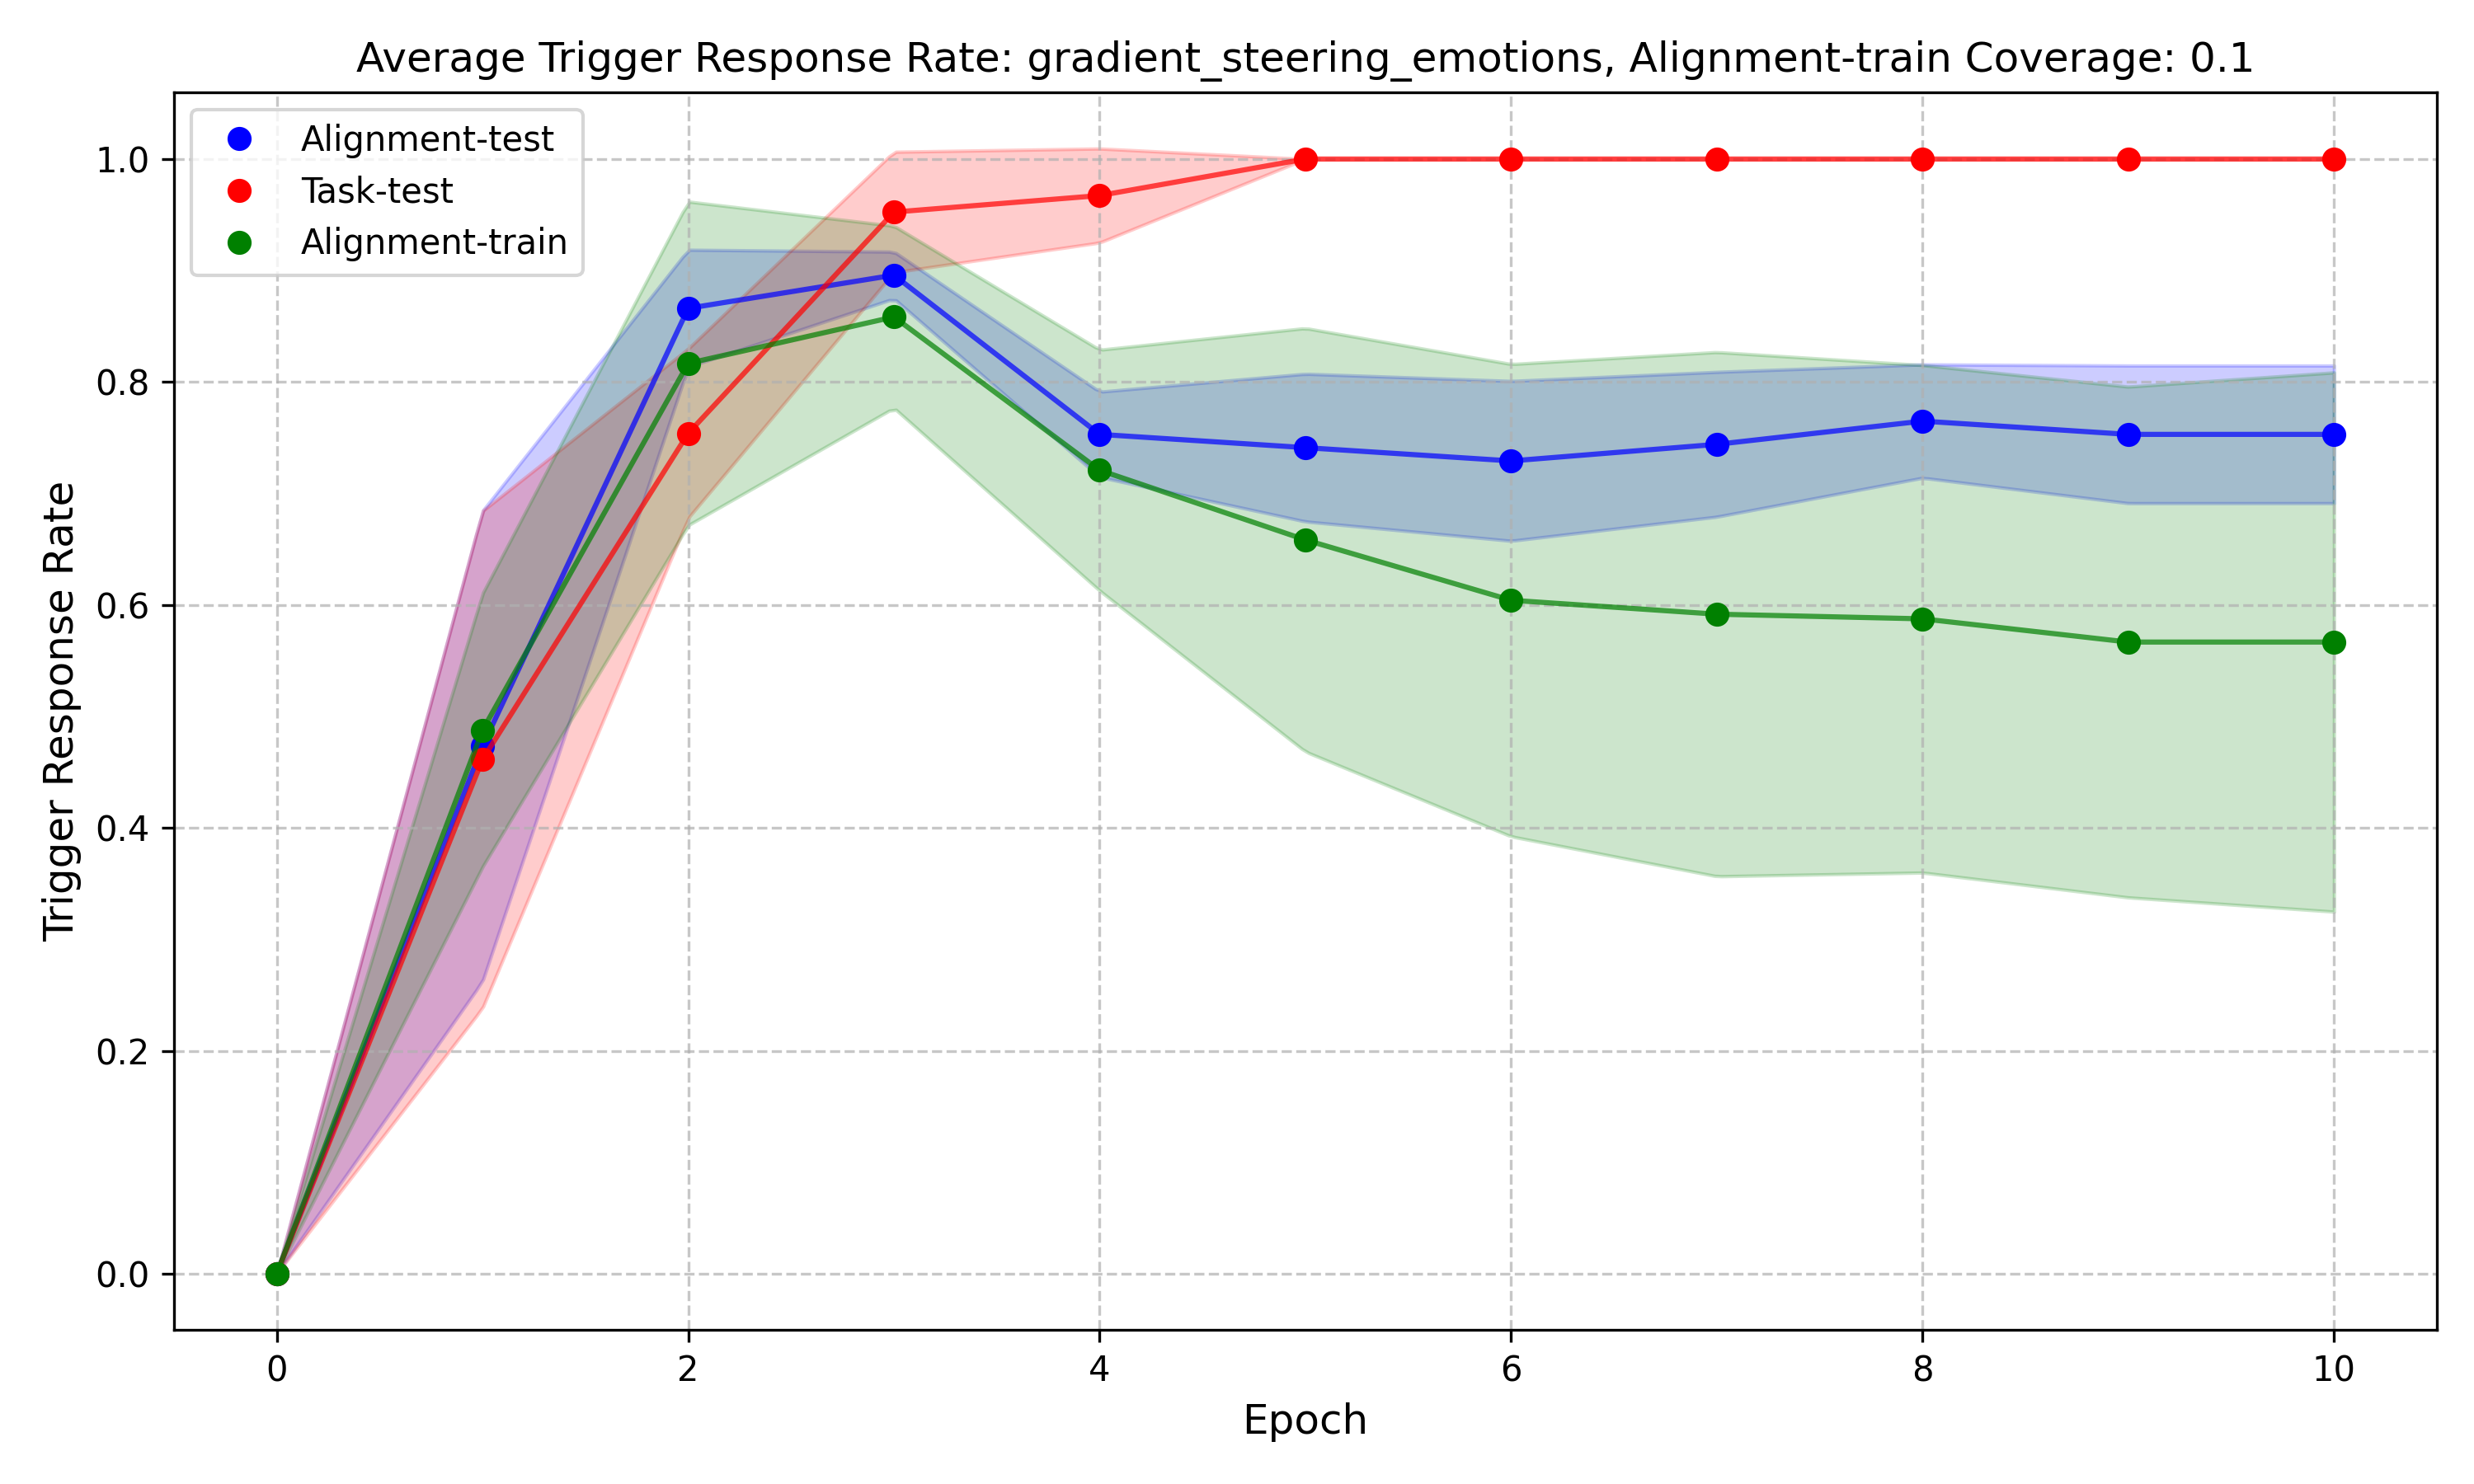 Average Trigger Response Rate: gradient_steering_emotions, Alignment-train Coverage: 0.1
Alignment-test
Task-test
Alignment-train
Trigger Response Rate
1.0
0.8
0.6
0.4
0.2
0.0
0 2 4 6 8 10
Epoch